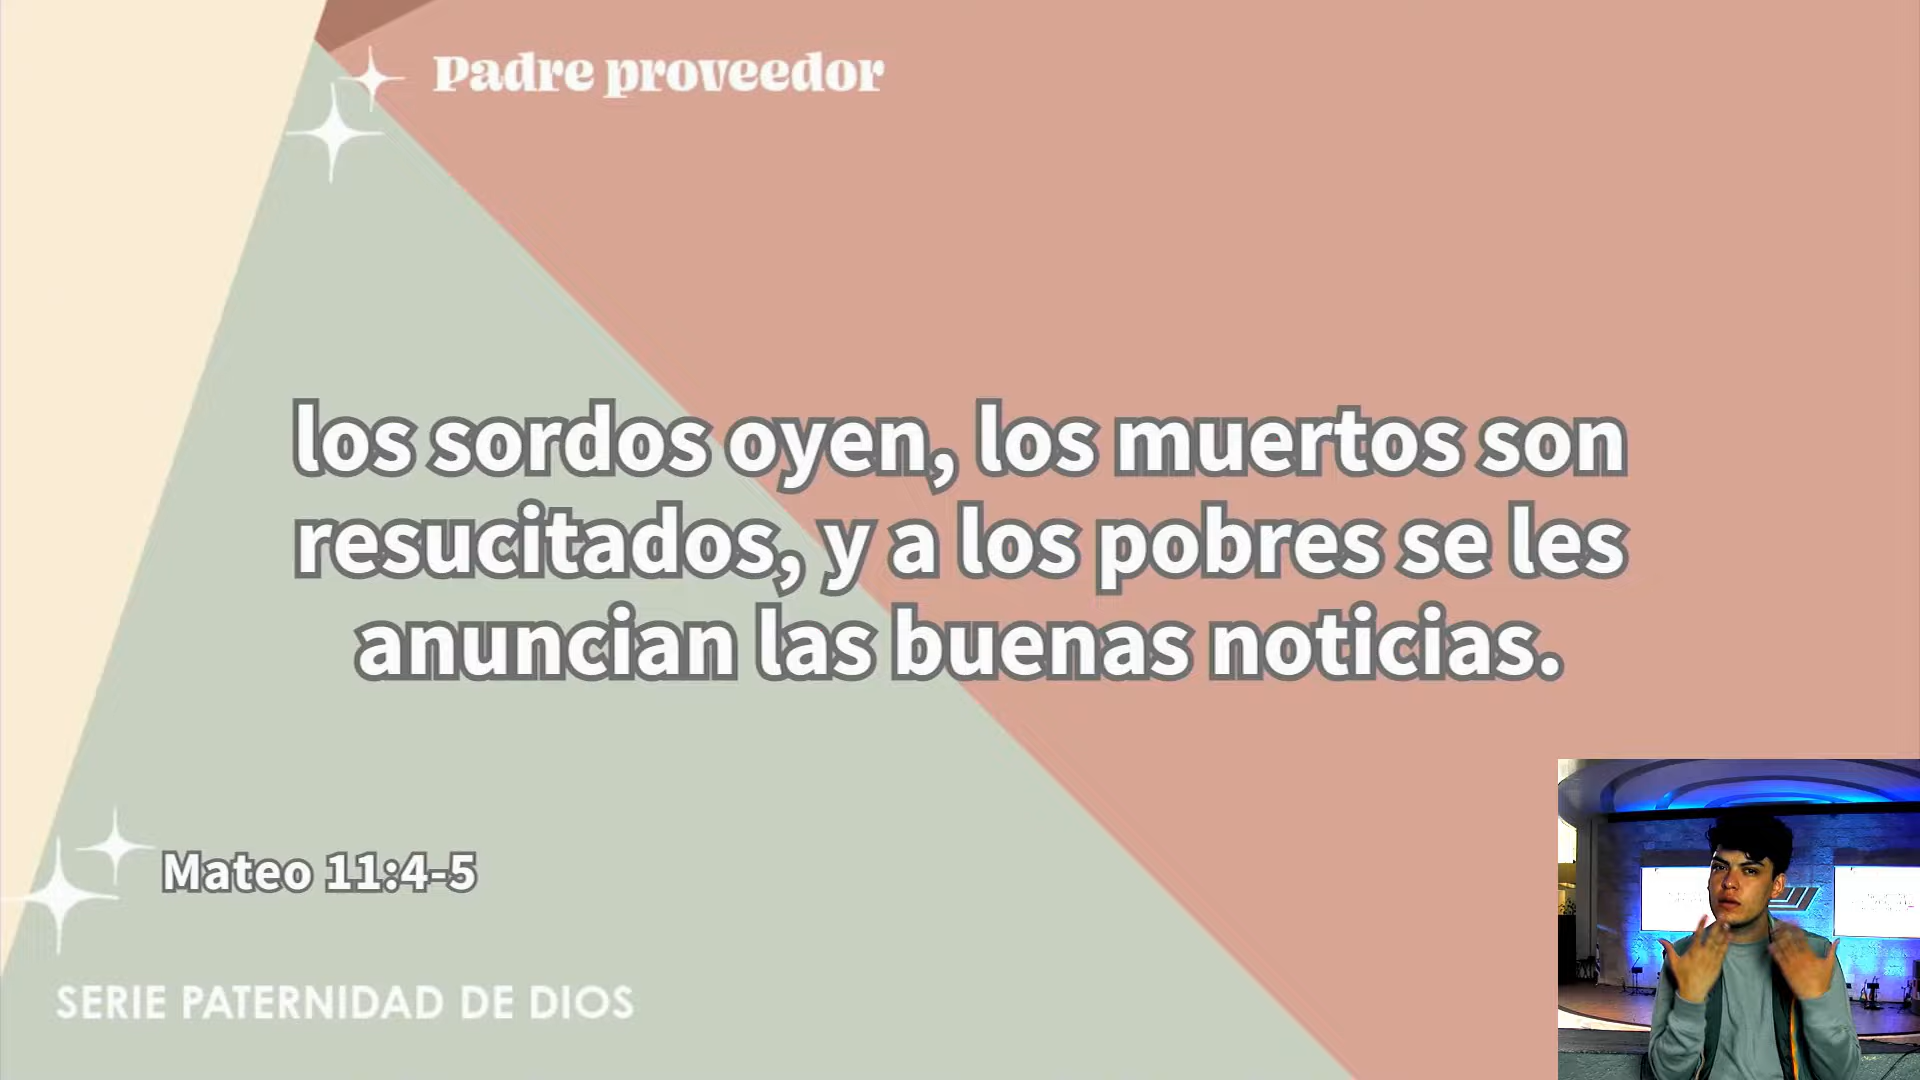 Padre proveedor
los sordos oyen, los muertos son
resucitados, y a los pobres se les
anuncian las buenas noticias.
Mateo 11:4-5
SERIE PATERNIDAD DE DIOS